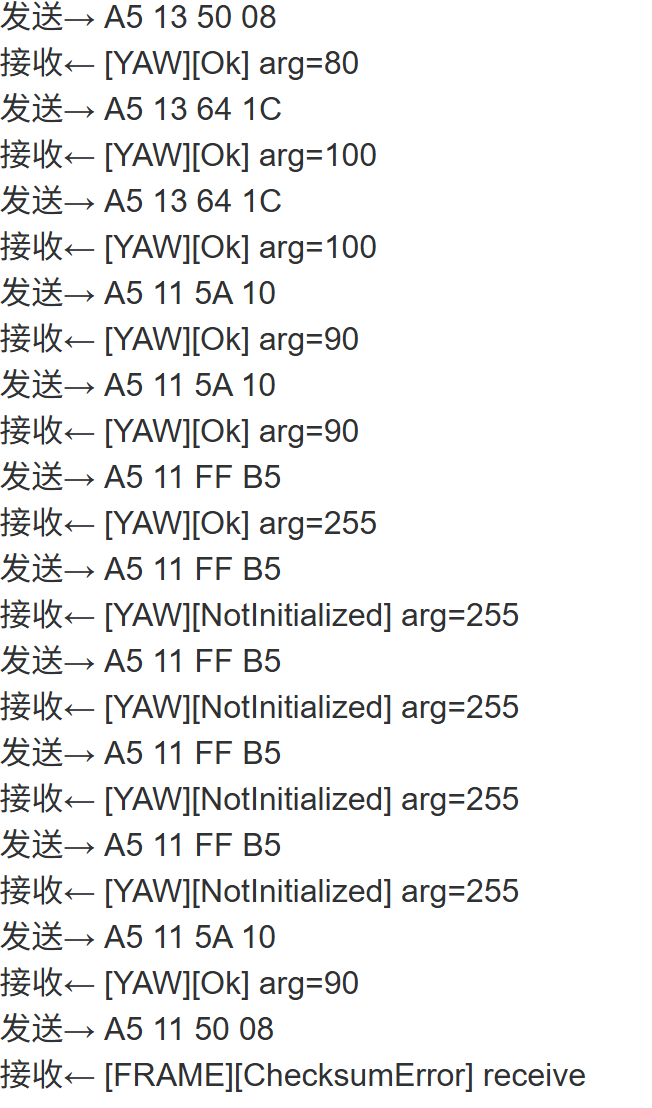 发送→ A5 13 50 08
接收← [YAW][Ok] arg=80
发送→ A5 13 64 1C
接收← [YAW][Ok] arg=100
发送→ A5 13 64 1C
接收← [YAW][Ok] arg=100
发送→ A5 11 5A 10
接收← [YAW][Ok] arg=90
发送→ A5 11 5A 10
接收← [YAW][Ok] arg=90
发送→ A5 11 FF B5
接收← [YAW][Ok] arg=255
发送→ A5 11 FF B5
接收← [YAW][NotInitialized] arg=255
发送→ A5 11 FF B5
接收← [YAW][NotInitialized] arg=255
发送→ A5 11 FF B5
接收← [YAW][NotInitialized] arg=255
发送→ A5 11 FF B5
接收← [YAW][NotInitialized] arg=255
发送→ A5 11 5A 10
接收← [YAW][Ok] arg=90
发送→ A5 11 50 08
接收← [FRAME][ChecksumError] receive